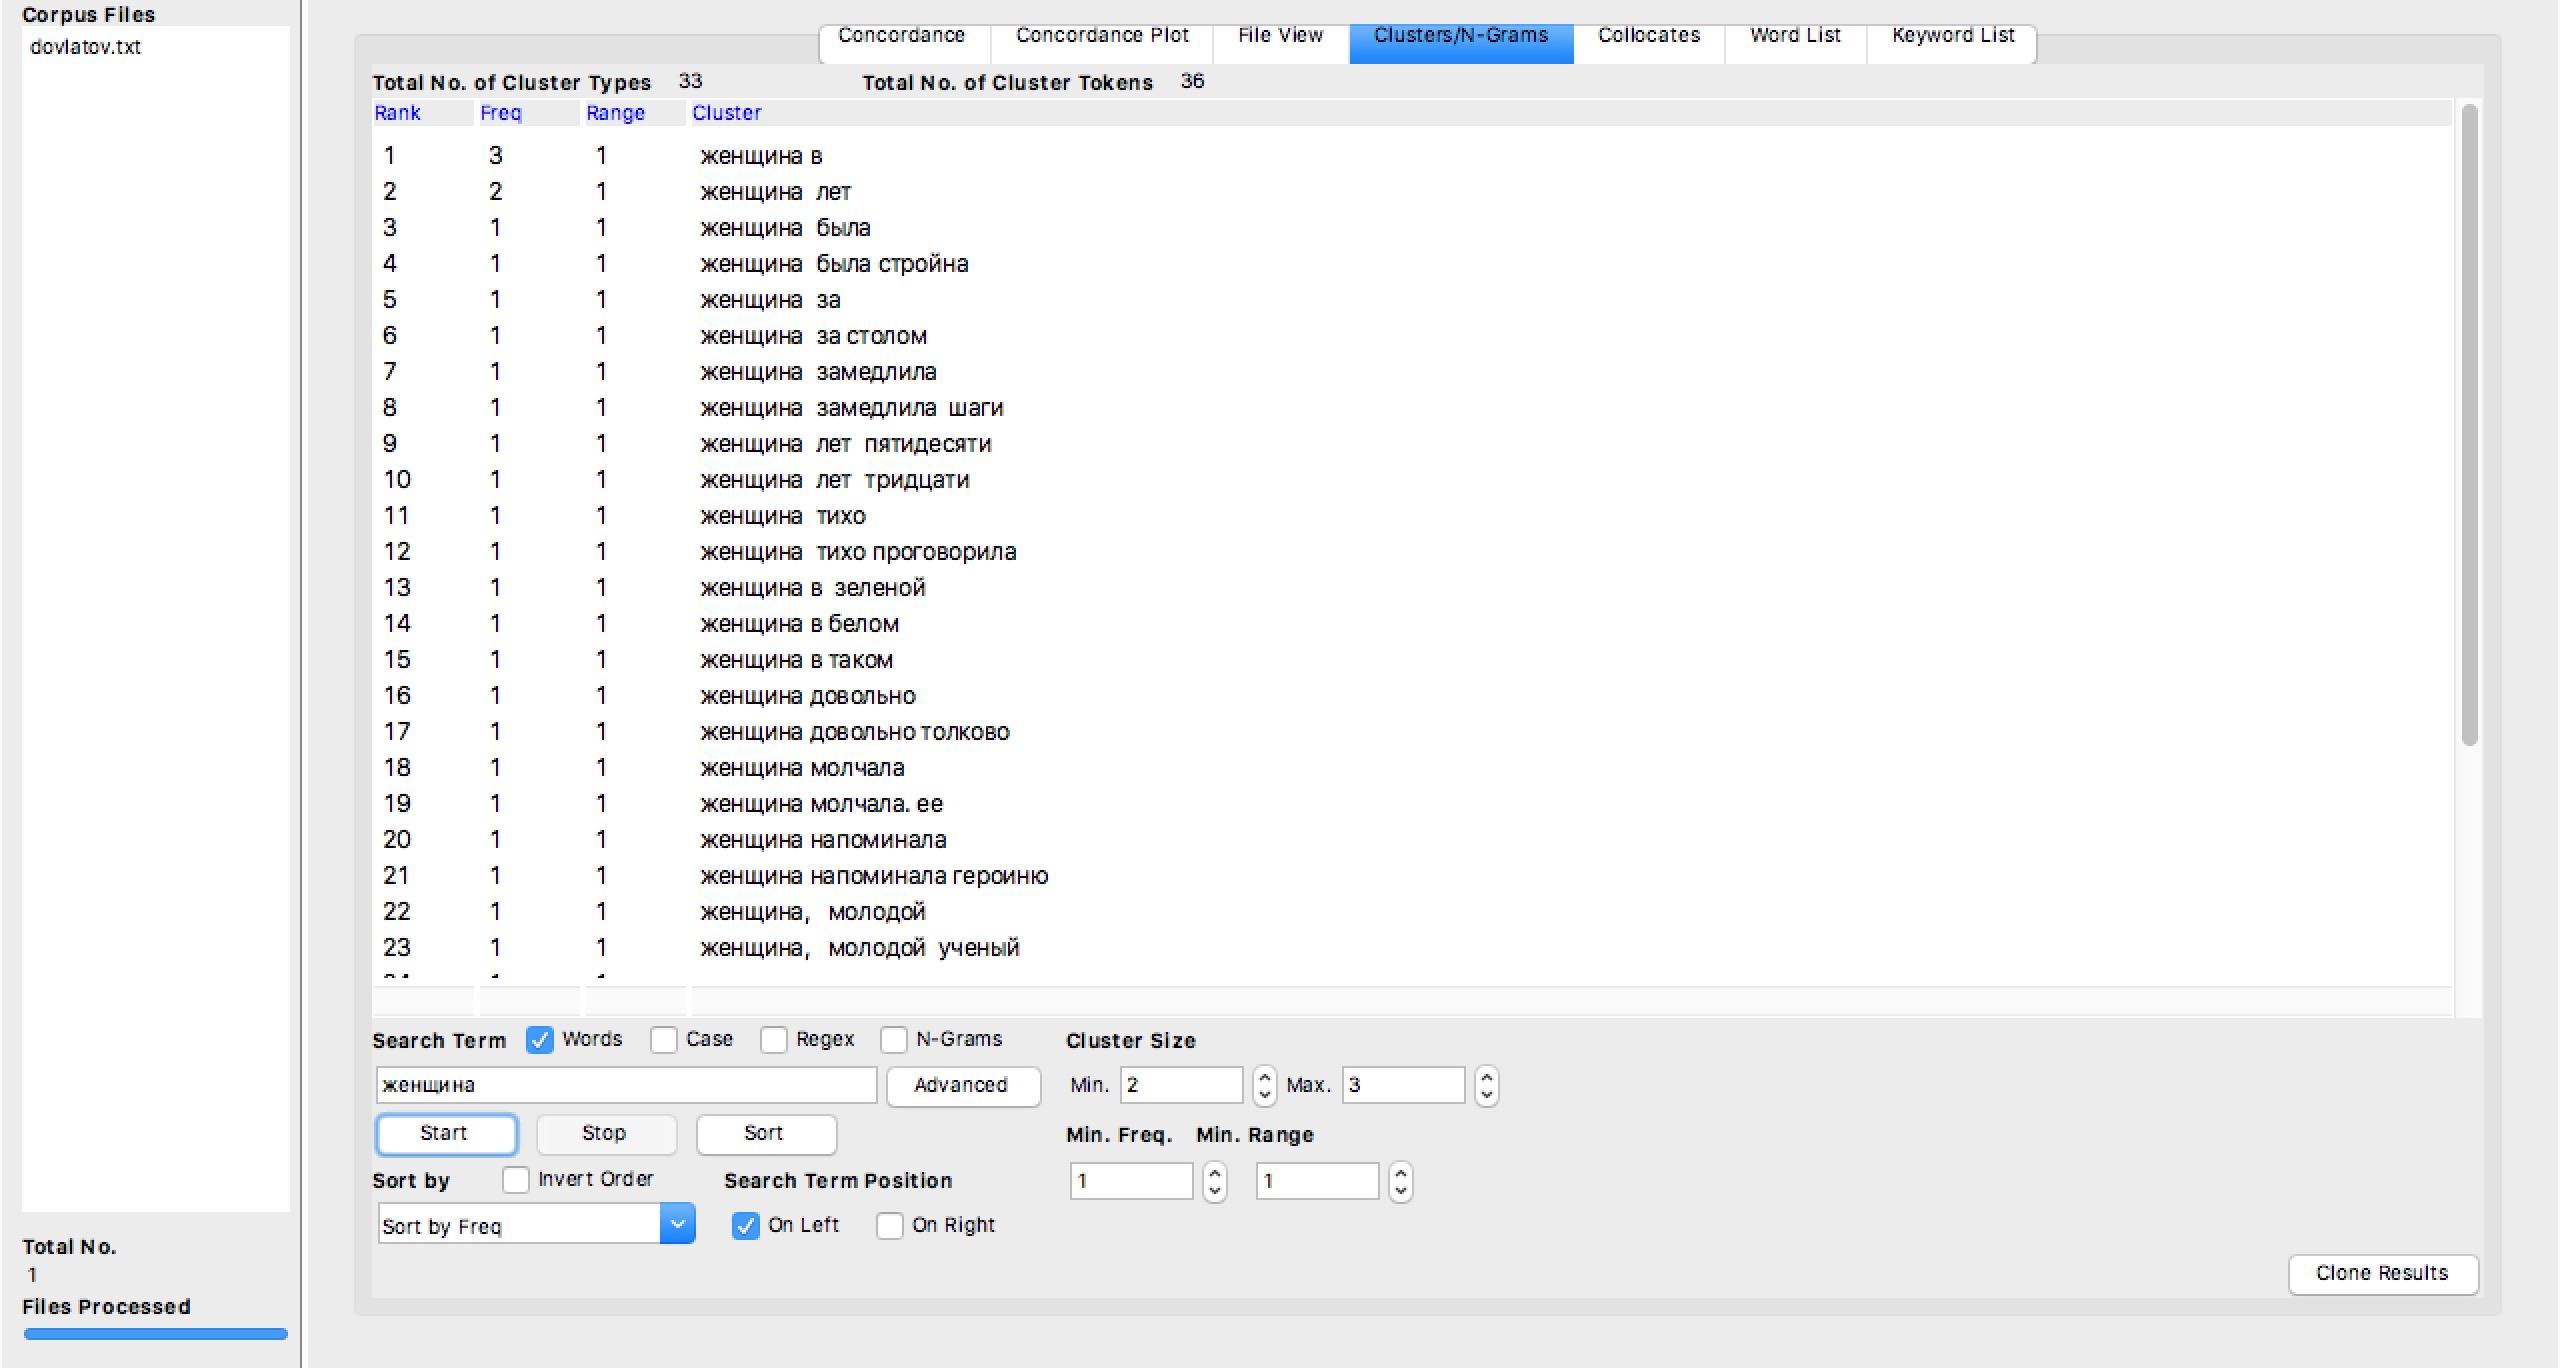 Corpus Files
dovlatov.txt
Concordance Concordance Plot File View Clusters/N-Grams Collocates Word List Keyword List
Total No. of Cluster Types 33 Total No. of Cluster Tokens 36
Rank Freq Range Cluster
1 3 1 женщина в
2 2 1 женщина лет
3 1 1 женщина была
4 1 1 женщина была стройна
5 1 1 женщина за
6 1 1 женщина за столом
7 1 1 женщина замедлила
8 1 1 женщина замедлила шаги
9 1 1 женщина лет пятидесяти
10 1 1 женщина лет тридцати
11 1 1 женщина тихо
12 1 1 женщина тихо проговорила
13 1 1 женщина в зеленой
14 1 1 женщина в белом
15 1 1 женщина в таком
16 1 1 женщина довольно
17 1 1 женщина довольно толково
18 1 1 женщина молчала
19 1 1 женщина молчала. ее
20 1 1 женщина напоминала
21 1 1 женщина напоминала героиню
22 1 1 женщина, молодой
23 1 1 женщина, молодой ученый
Search Term Words Case Regex N-Grams Cluster Size
женщина Advanced Min. 2 Max. 3
Start Stop Sort Min. Freq. Min. Range
Sort by Invert Order Search Term Position 1 1
Sort by Freq On Left On Right
Total No.
1
Files Processed
Clone Results